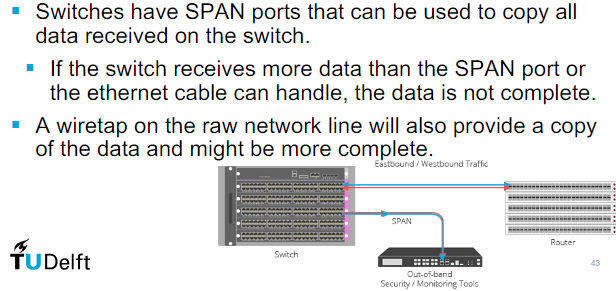 Switches have SPAN ports that can be used to copy all
data received on the switch.
If the switch receives more data than the SPAN port or
the ethernet cable can handle, the data is not complete.
A wiretap on the raw network line will also provide a copy
of the data and might be more complete.
Eastbound / Westbound Traffic
SPAN
Switch
Router
Out-of-band
Security / Monitoring Tools
TUDelft
43